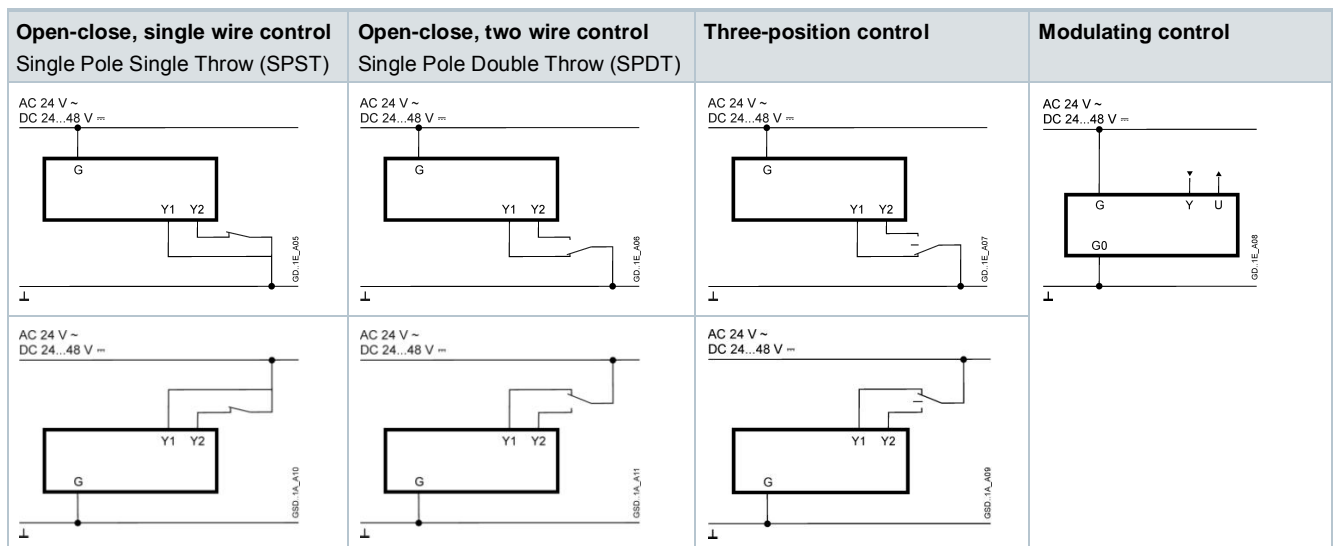 Open-close, single wire control
Single Pole Single Throw (SPST)
Open-close, two wire control
Single Pole Double Throw (SPDT)
Three-position control
Modulating control
AC 24 V ~
DC 24...48 V ⎓
G
Y1 Y2
GD..1E_A05
⊥
AC 24 V ~
DC 24...48 V ⎓
G
Y1 Y2
GD..1E_A06
⊥
AC 24 V ~
DC 24...48 V ⎓
G
Y1 Y2
GD..1E_A07
⊥
AC 24 V ~
DC 24...48 V ⎓
G Y U
G0
GD..1E_A08
⊥
AC 24 V ~
DC 24...48 V ⎓
Y1 Y2
G
GSD..1A_A10
⊥
AC 24 V ~
DC 24...48 V ⎓
Y1 Y2
G
GSD..1A_A11
⊥
AC 24 V ~
DC 24...48 V ⎓
Y1 Y2
G
GSD..1A_A09
⊥